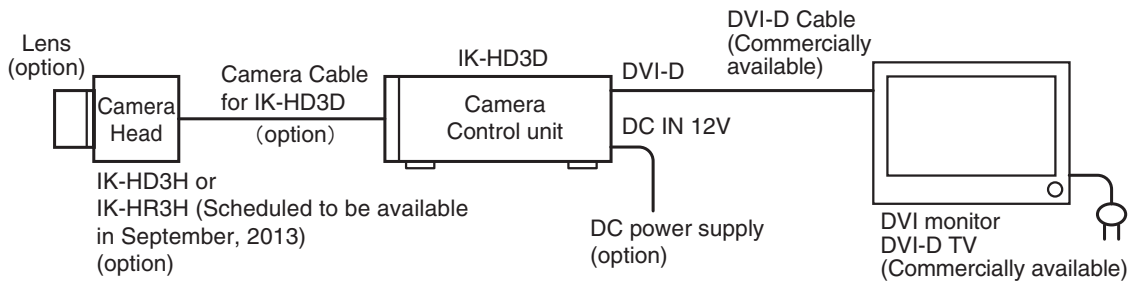 Lens
(option)
Camera
Head
Camera Cable
for IK-HD3D
（option）
IK-HD3H or
IK-HR3H (Scheduled to be available
in September, 2013)
(option)
IK-HD3D
Camera
Control unit
DVI-D
DC IN 12V
DC power supply
(option)
DVI-D Cable
(Commercially
available)
DVI monitor
DVI-D TV
(Commercially available)